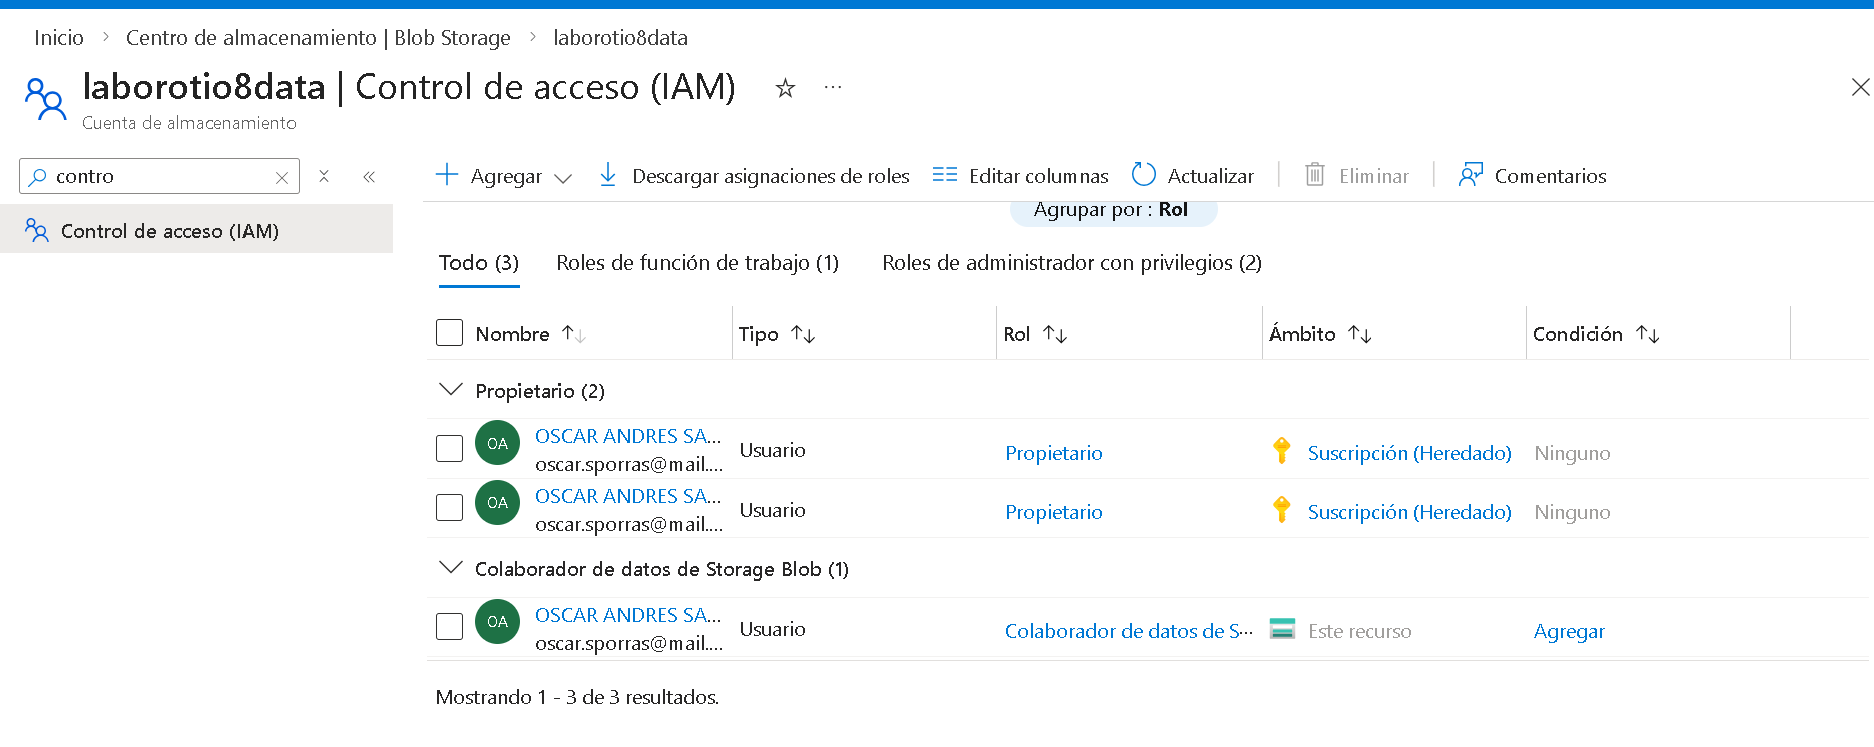 Inicio > Centro de almacenamiento | Blob Storage > laborotio8data
laborotio8data | Control de acceso (IAM)
Cuenta de almacenamiento
contro
Control de acceso (IAM)
Agregar Descargar asignaciones de roles Editar columnas Actualizar Eliminar Comentarios
Agrupar por : Rol
Todo (3) Roles de función de trabajo (1) Roles de administrador con privilegios (2)
Nombre Tipo Rol Ámbito Condición
Propietario (2)
OA OSCAR ANDRES SA... Usuario Propietario Suscripción (Heredado) Ninguno
oscar.sporras@mail....
OA OSCAR ANDRES SA... Usuario Propietario Suscripción (Heredado) Ninguno
oscar.sporras@mail....
Colaborador de datos de Storage Blob (1)
OA OSCAR ANDRES SA... Usuario Colaborador de datos de S... Este recurso Agregar
oscar.sporras@mail....
Mostrando 1 - 3 de 3 resultados.